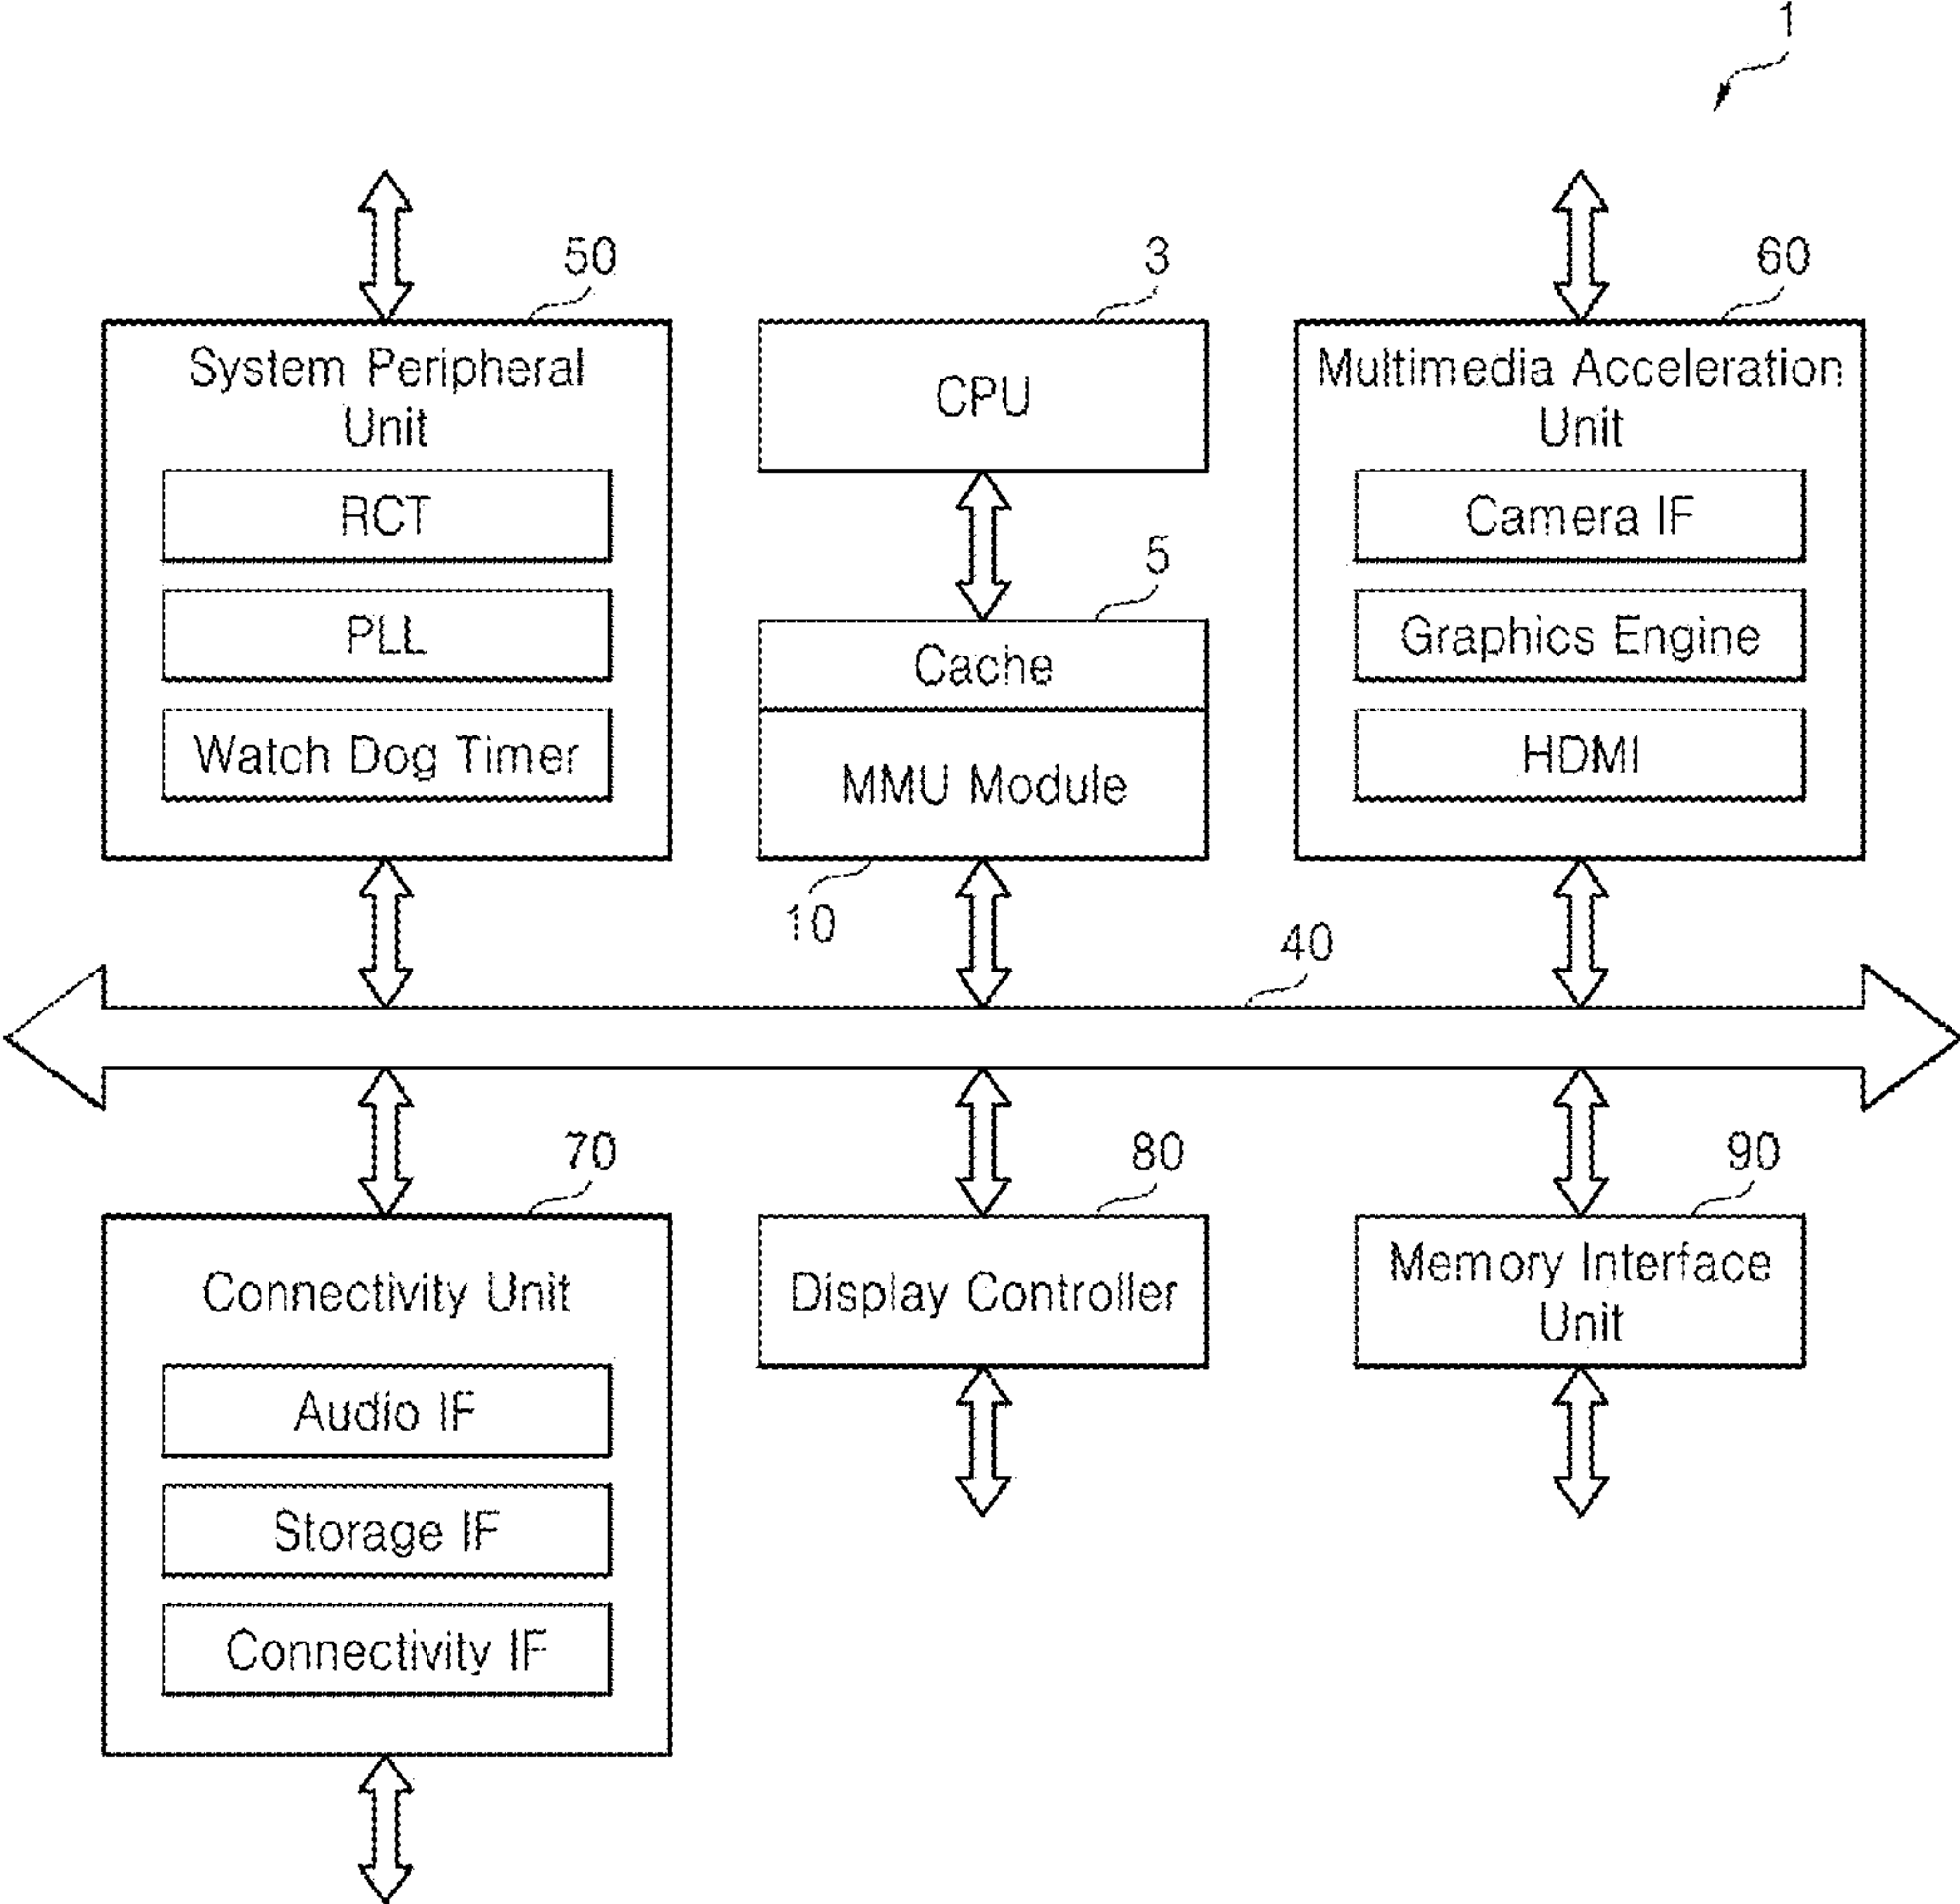 1
50
System Peripheral
Unit
RCT
PLL
Watch Dog Timer
3
CPU
5
Cache
MMU Module
10
60
Multimedia Acceleration
Unit
Camera IF
Graphics Engine
HDMI
40
70
Connectivity Unit
Audio IF
Storage IF
Connectivity IF
80
Display Controller
90
Memory Interface
Unit